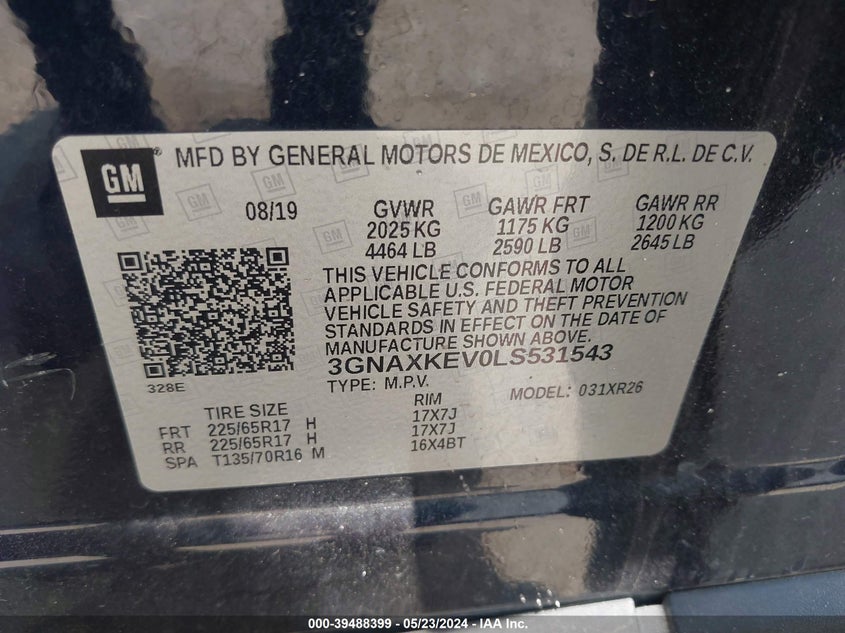 GM MFD BY GENERAL MOTORS DE MEXICO, S. DE R.L. DE C.V.
08/19 GVWR GAWR FRT GAWR RR
2025 KG 1175 KG 1200 KG
4464 LB 2590 LB 2645 LB
THIS VEHICLE CONFORMS TO ALL
APPLICABLE U.S. FEDERAL MOTOR
VEHICLE SAFETY AND THEFT PREVENTION
STANDARDS IN EFFECT ON THE DATE OF
MANUFACTURE SHOWN ABOVE.
3GNAXKEV0LS531543
328E TYPE: M.P.V. MODEL: 031XR26
TIRE SIZE RIM
FRT 225/65R17 H 17X7J
RR 225/65R17 H 17X7J
SPA T135/70R16 M 16X4BT
000-39488399 - 05/23/2024 - IAA Inc.